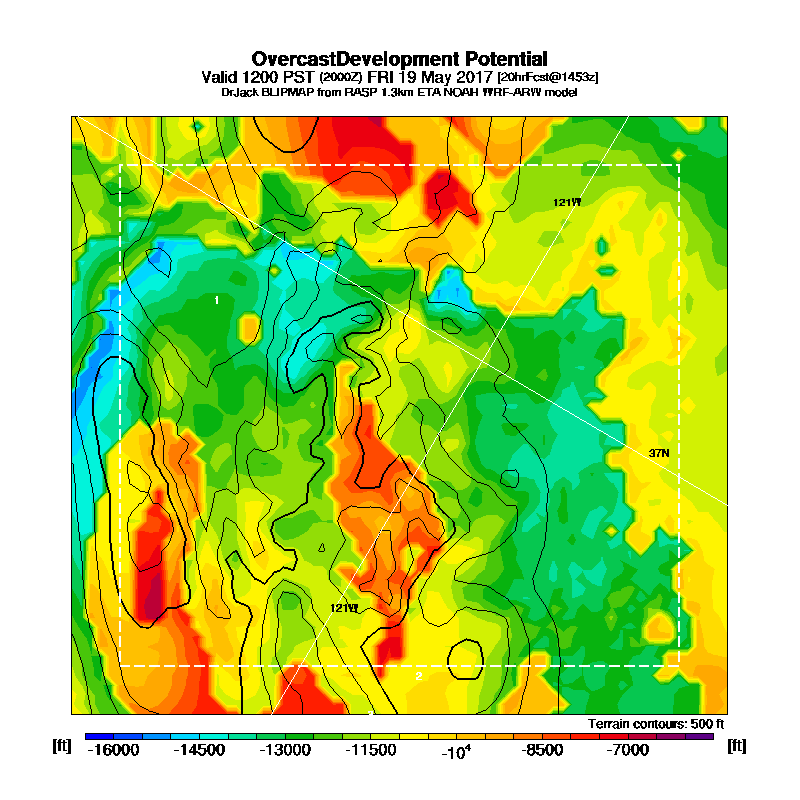 OvercastDevelopment Potential
Valid 1200 PST (2000Z) FRI 19 May 2017 [20hrFcst@1453z]
DrJack BLIPMAP from RASP 1.3km ETA NOAH WRF-ARW model
121W
1
37N
121W
2
Terrain contours: 500 ft
[ft] -16000 -14500 -13000 -11500 -10⁴ -8500 -7000 [ft]